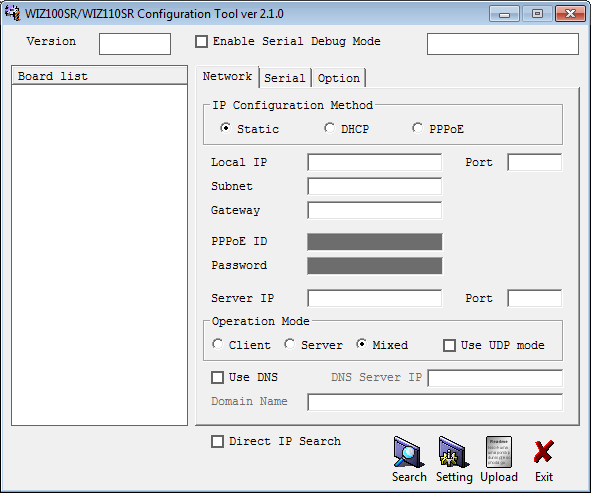 WIZ100SR/WIZ110SR Configuration Tool ver 2.1.0
Version Enable Serial Debug Mode
Board list
Network Serial Option
IP Configuration Method
Static DHCP PPPoE
Local IP Port
Subnet
Gateway
PPPoE ID
Password
Server IP Port
Operation Mode
Client Server Mixed Use UDP mode
Use DNS DNS Server IP
Domain Name
Direct IP Search
Readme
Search Setting Upload Exit